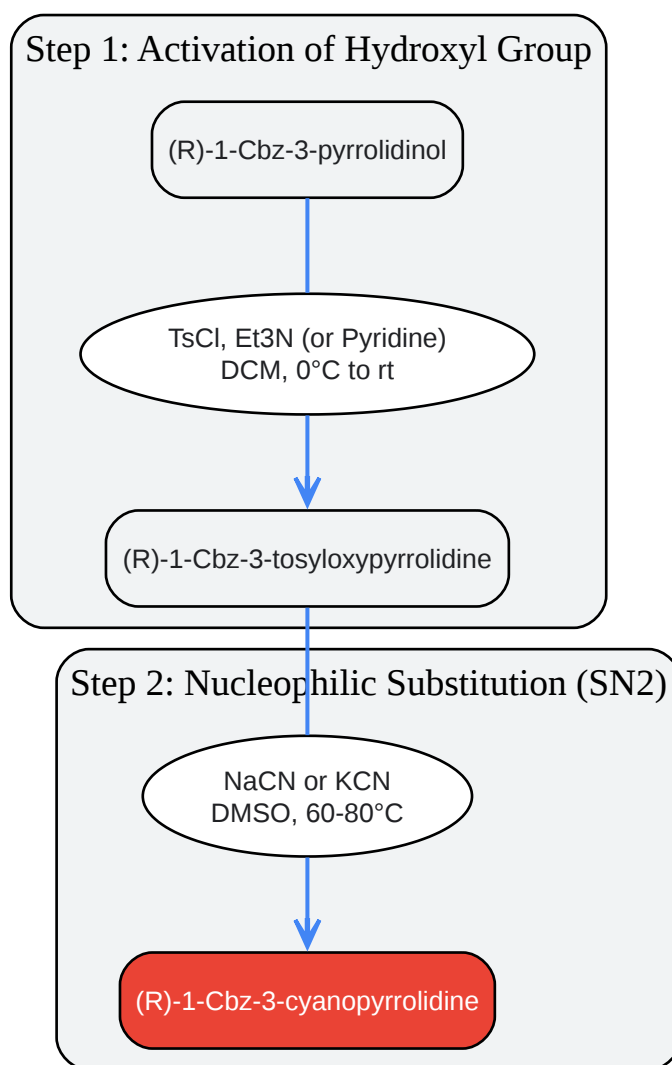 Step 1: Activation of Hydroxyl Group
(R)-1-Cbz-3-pyrrolidinol
TsCl, Et3N (or Pyridine)
DCM, 0°C to rt
(R)-1-Cbz-3-tosyloxypyrrolidine
Step 2: Nucleophilic Substitution (SN2)
NaCN or KCN
DMSO, 60-80°C
(R)-1-Cbz-3-cyanopyrrolidine